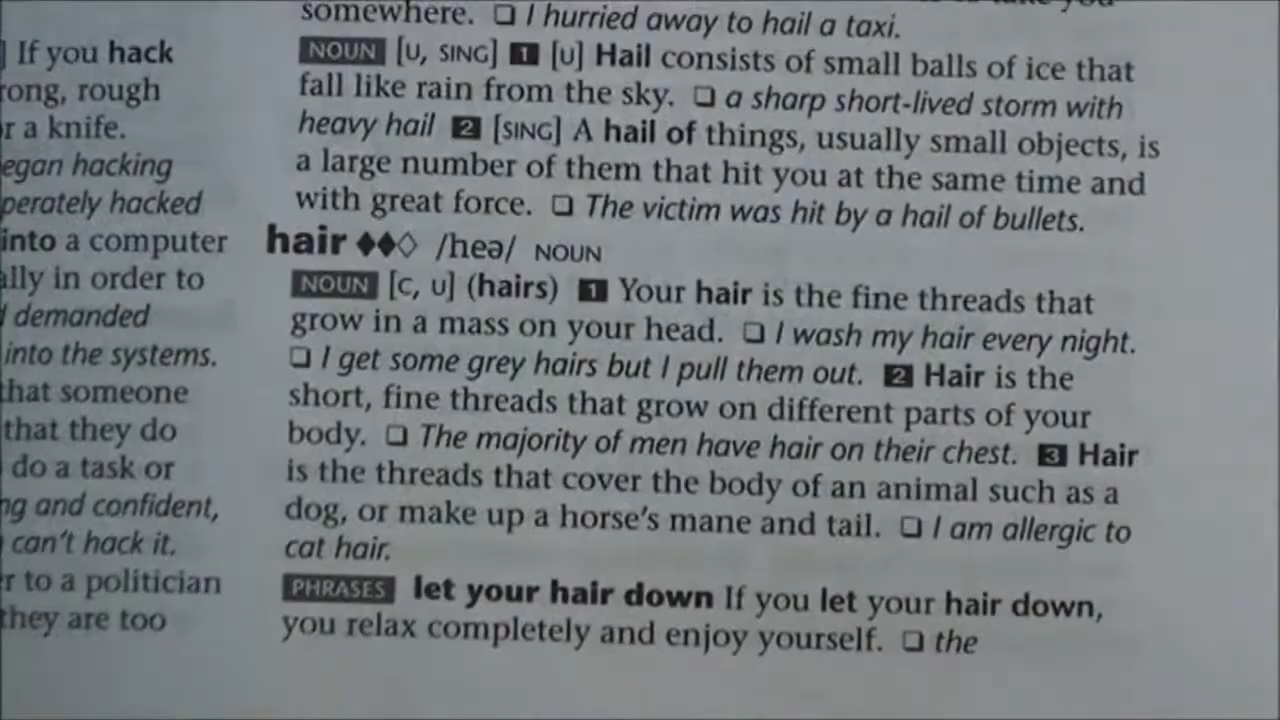 If you hack
rong, rough
r a knife.
egan hacking
perately hacked
into a computer
ally in order to
demanded
into the systems.
that someone
that they do
do a task or
ng and confident,
can't hack it.
r to a politician
they are too
somewhere. ❑ I hurried away to hail a taxi.
NOUN [U, SING] 1 [U] Hail consists of small balls of ice that
fall like rain from the sky. ❑ a sharp short-lived storm with
heavy hail 2 [SING] A hail of things, usually small objects, is
a large number of them that hit you at the same time and
with great force. ❑ The victim was hit by a hail of bullets.
hair ◆◆◇ /heə/ NOUN
NOUN [C, U] (hairs) 1 Your hair is the fine threads that
grow in a mass on your head. ❑ I wash my hair every night.
❑ I get some grey hairs but I pull them out. 2 Hair is the
short, fine threads that grow on different parts of your
body. ❑ The majority of men have hair on their chest. 3 Hair
is the threads that cover the body of an animal such as a
dog, or make up a horse's mane and tail. ❑ I am allergic to
cat hair.
PHRASES let your hair down If you let your hair down,
you relax completely and enjoy yourself. ❑ the